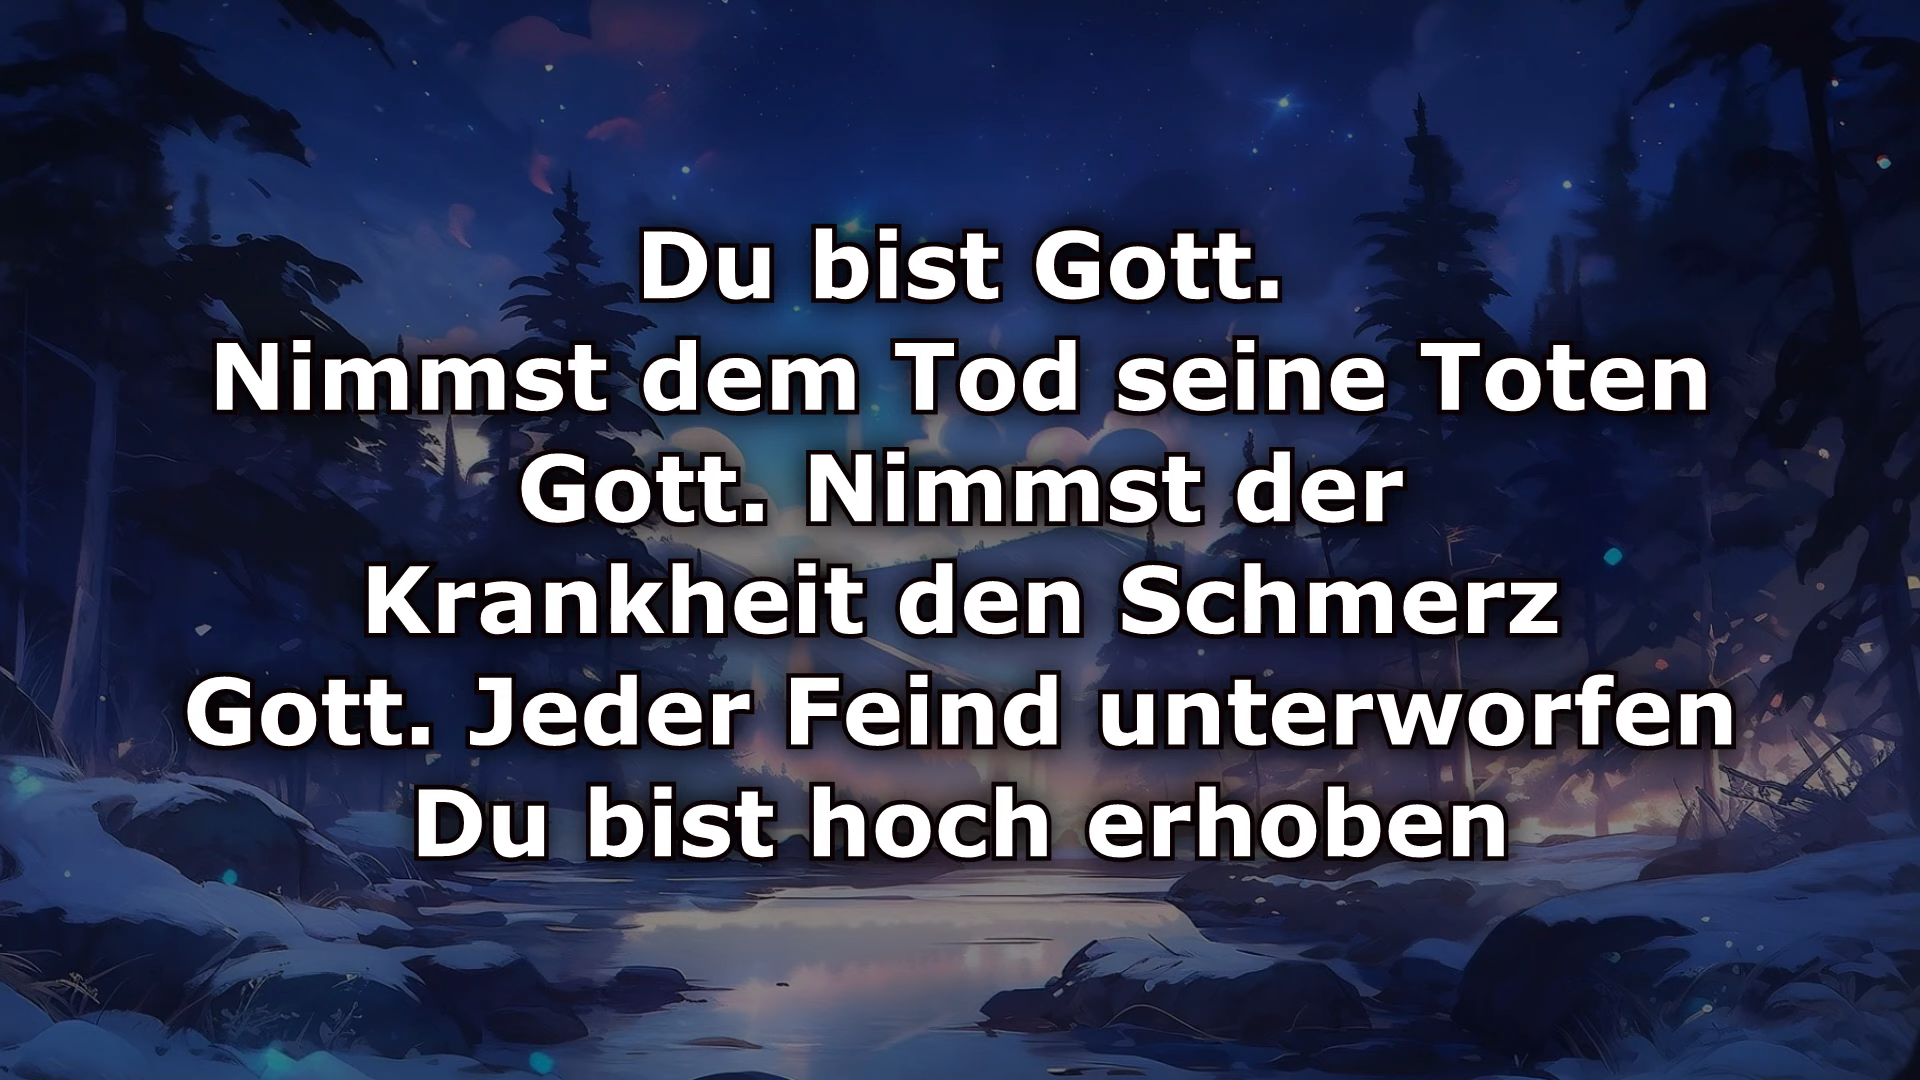 Du bist Gott.
Nimmst dem Tod seine Toten
Gott. Nimmst der
Krankheit den Schmerz
Gott. Jeder Feind unterworfen
Du bist hoch erhoben